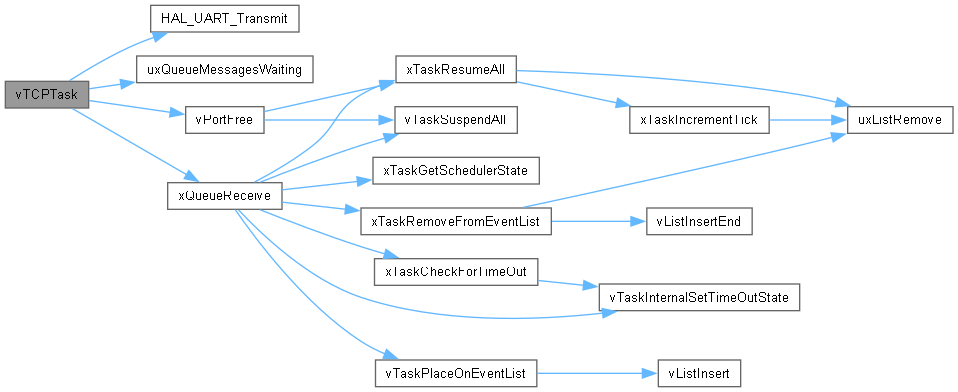 HAL_UART_Transmit
uxQueueMessagesWaiting
xTaskResumeAll
vTCPTask
vPortFree
vTaskSuspendAll
xTaskIncrementTick
uxListRemove
xTaskGetSchedulerState
xQueueReceive
xTaskRemoveFromEventList
vListInsertEnd
xTaskCheckForTimeOut
vTaskInternalSetTimeOutState
vTaskPlaceOnEventList
vListInsert